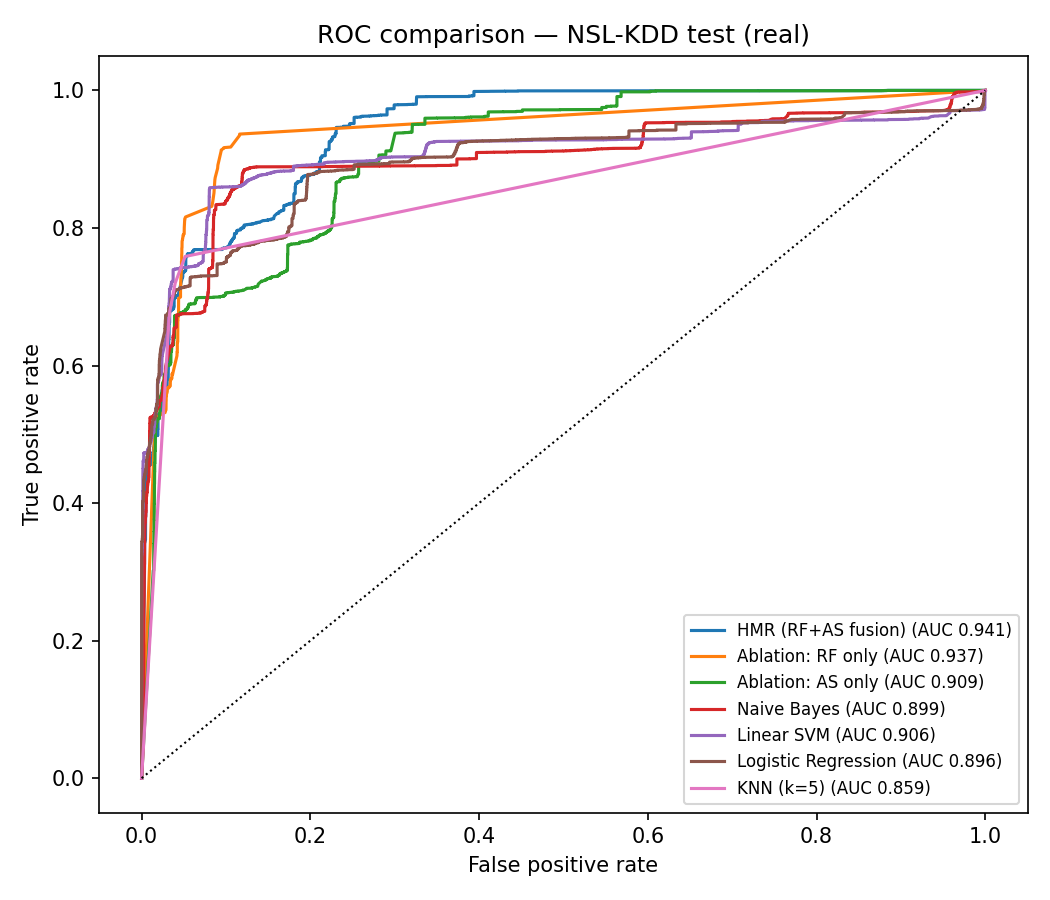 ROC comparison — NSL-KDD test (real)
True positive rate
1.0
0.8
0.6
0.4
0.2
0.0
HMR (RF+AS fusion) (AUC 0.941)
Ablation: RF only (AUC 0.937)
Ablation: AS only (AUC 0.909)
Naive Bayes (AUC 0.899)
Linear SVM (AUC 0.906)
Logistic Regression (AUC 0.896)
KNN (k=5) (AUC 0.859)
0.0 0.2 0.4 0.6 0.8 1.0
False positive rate